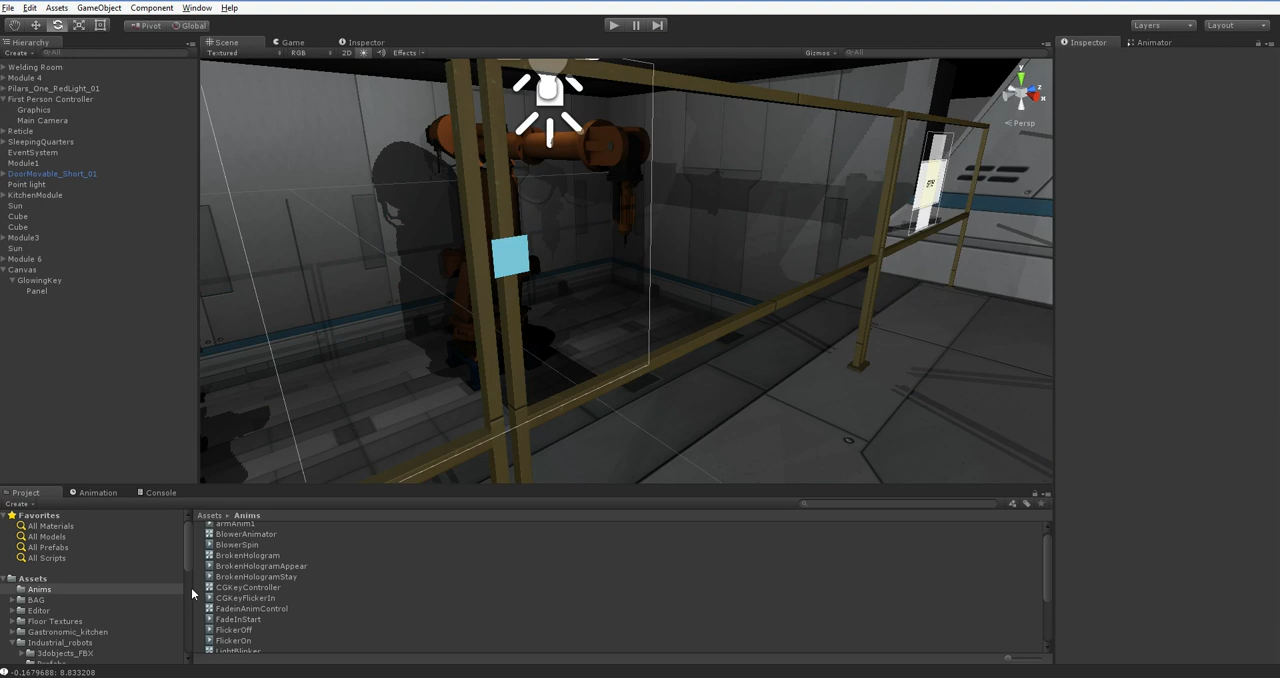 File Edit Assets GameObject Component Window Help
Pivot Global Layers Layout
Hierarchy Scene Game Inspector Inspector Animator
Create All Textured RGB 2D Effects Gizmos All
Welding Room
Module 4
Pilars_One_RedLight_01
First Person Controller
Graphics
Main Camera
Reticle
SleepingQuarters
EventSystem
Module1
DoorMovable_Short_01
Point light
KitchenModule
Sun
Cube
Cube
Module3
Sun
Module 6
Canvas
GlowingKey
Panel
y
z
x
Persp
Project Animation Console
Create
Favorites
All Materials
All Models
All Prefabs
All Scripts
Assets
Anims
BAG
Editor
Floor Textures
Gastronomic_kitchen
Industrial_robots
3dobjects_FBX
Prefabs
Assets Anims
armAnim1
BlowerAnimator
BlowerSpin
BrokenHologram
BrokenHologramAppear
BrokenHologramStay
CGKeyController
CGKeyFlickerIn
FadeinAnimControl
FadeInStart
FlickerOff
FlickerOn
LightBlinker
-0.1679688: 8.833208